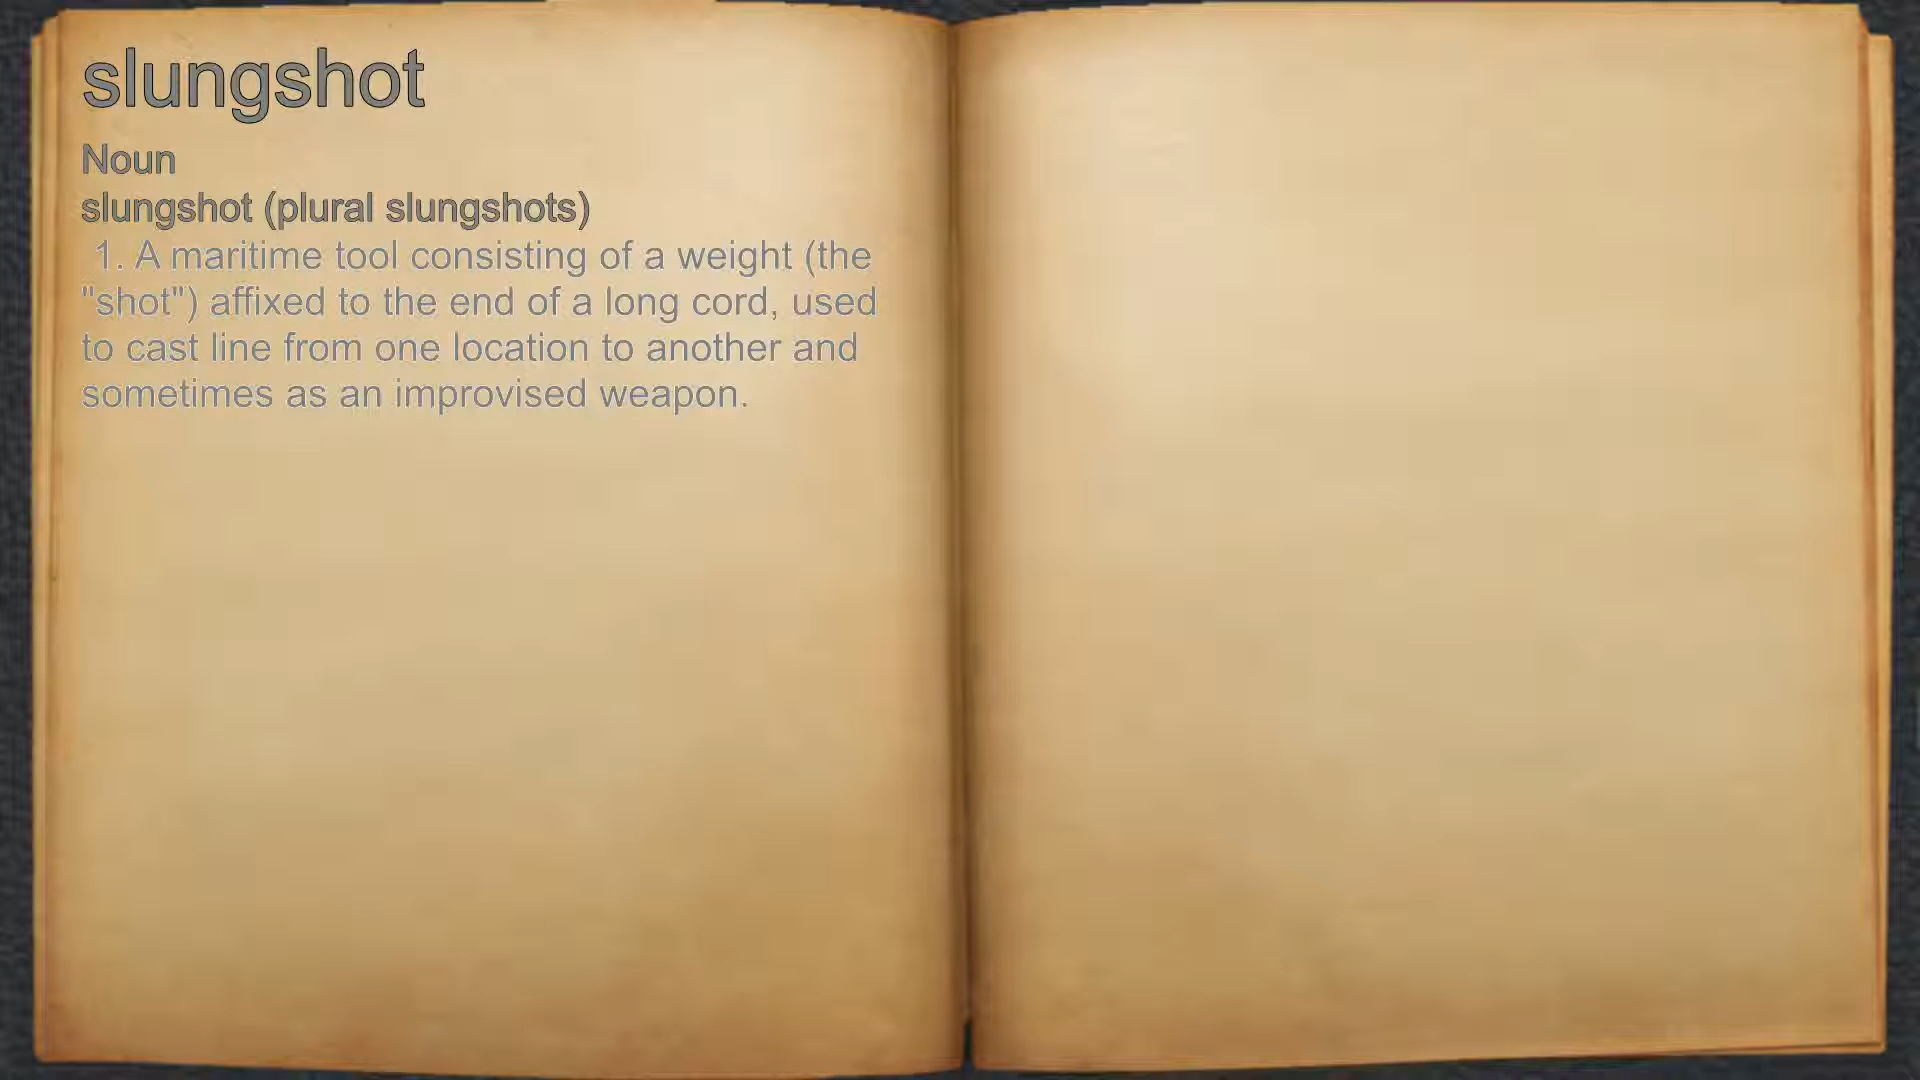 slungshot
Noun
slungshot (plural slungshots)
1. A maritime tool consisting of a weight (the
"shot") affixed to the end of a long cord, used
to cast line from one location to another and
sometimes as an improvised weapon.